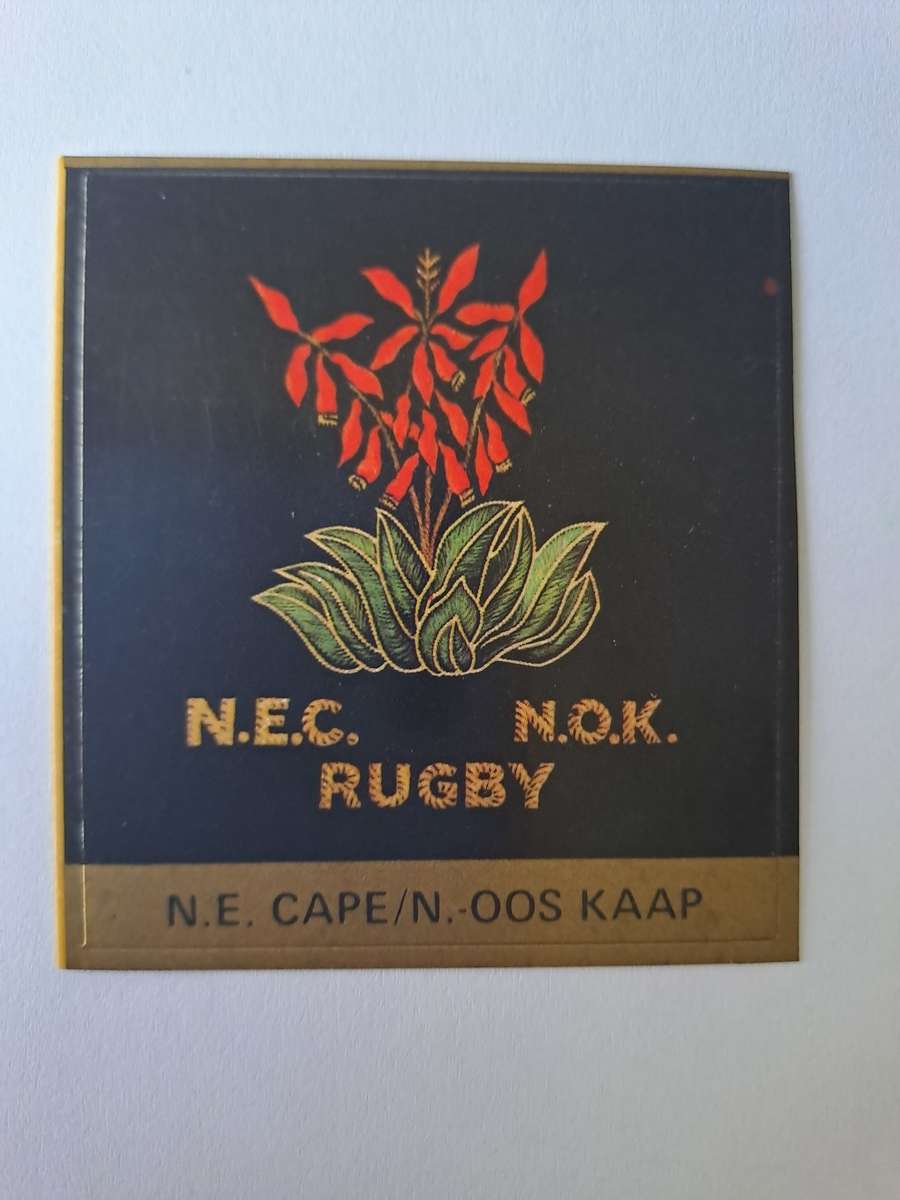 N.E.C. N.O.K.
RUGBY
N.E. CAPE/N.-OOS KAAP